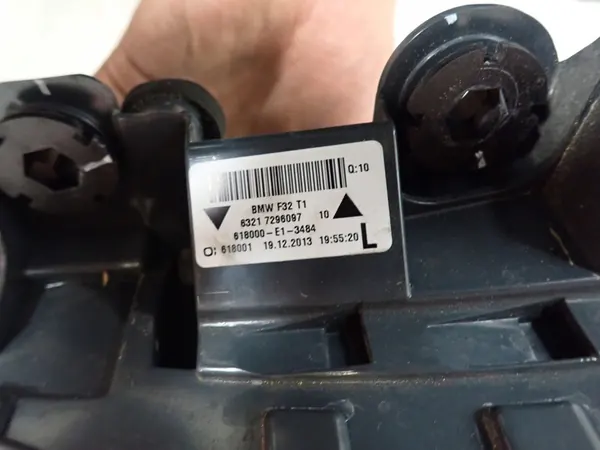 Q:10
BMW F32 T1
6321 7296097 10
618000-E1-3484
O: 618001 19.12.2013 19:55:20 L